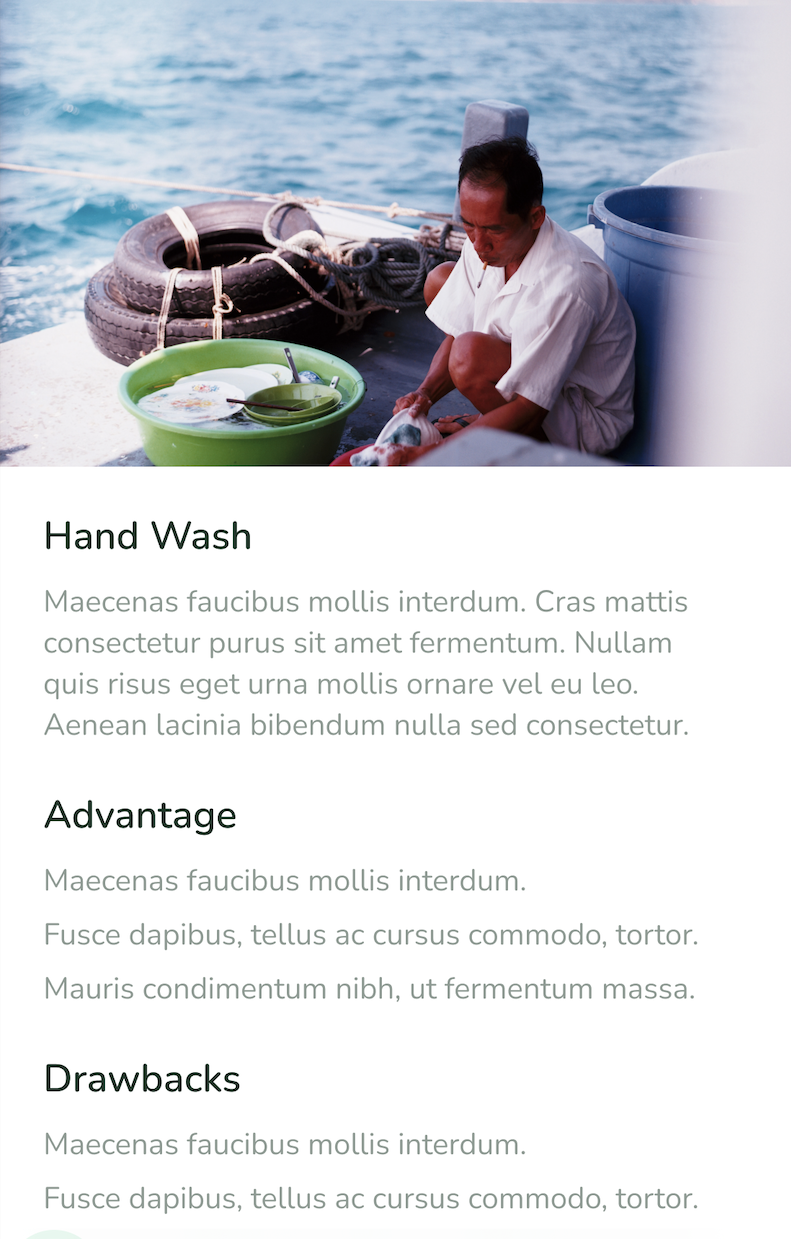 Hand Wash
Maecenas faucibus mollis interdum. Cras mattis
consectetur purus sit amet fermentum. Nullam
quis risus eget urna mollis ornare vel eu leo.
Aenean lacinia bibendum nulla sed consectetur.
Advantage
Maecenas faucibus mollis interdum.
Fusce dapibus, tellus ac cursus commodo, tortor.
Mauris condimentum nibh, ut fermentum massa.
Drawbacks
Maecenas faucibus mollis interdum.
Fusce dapibus, tellus ac cursus commodo, tortor.